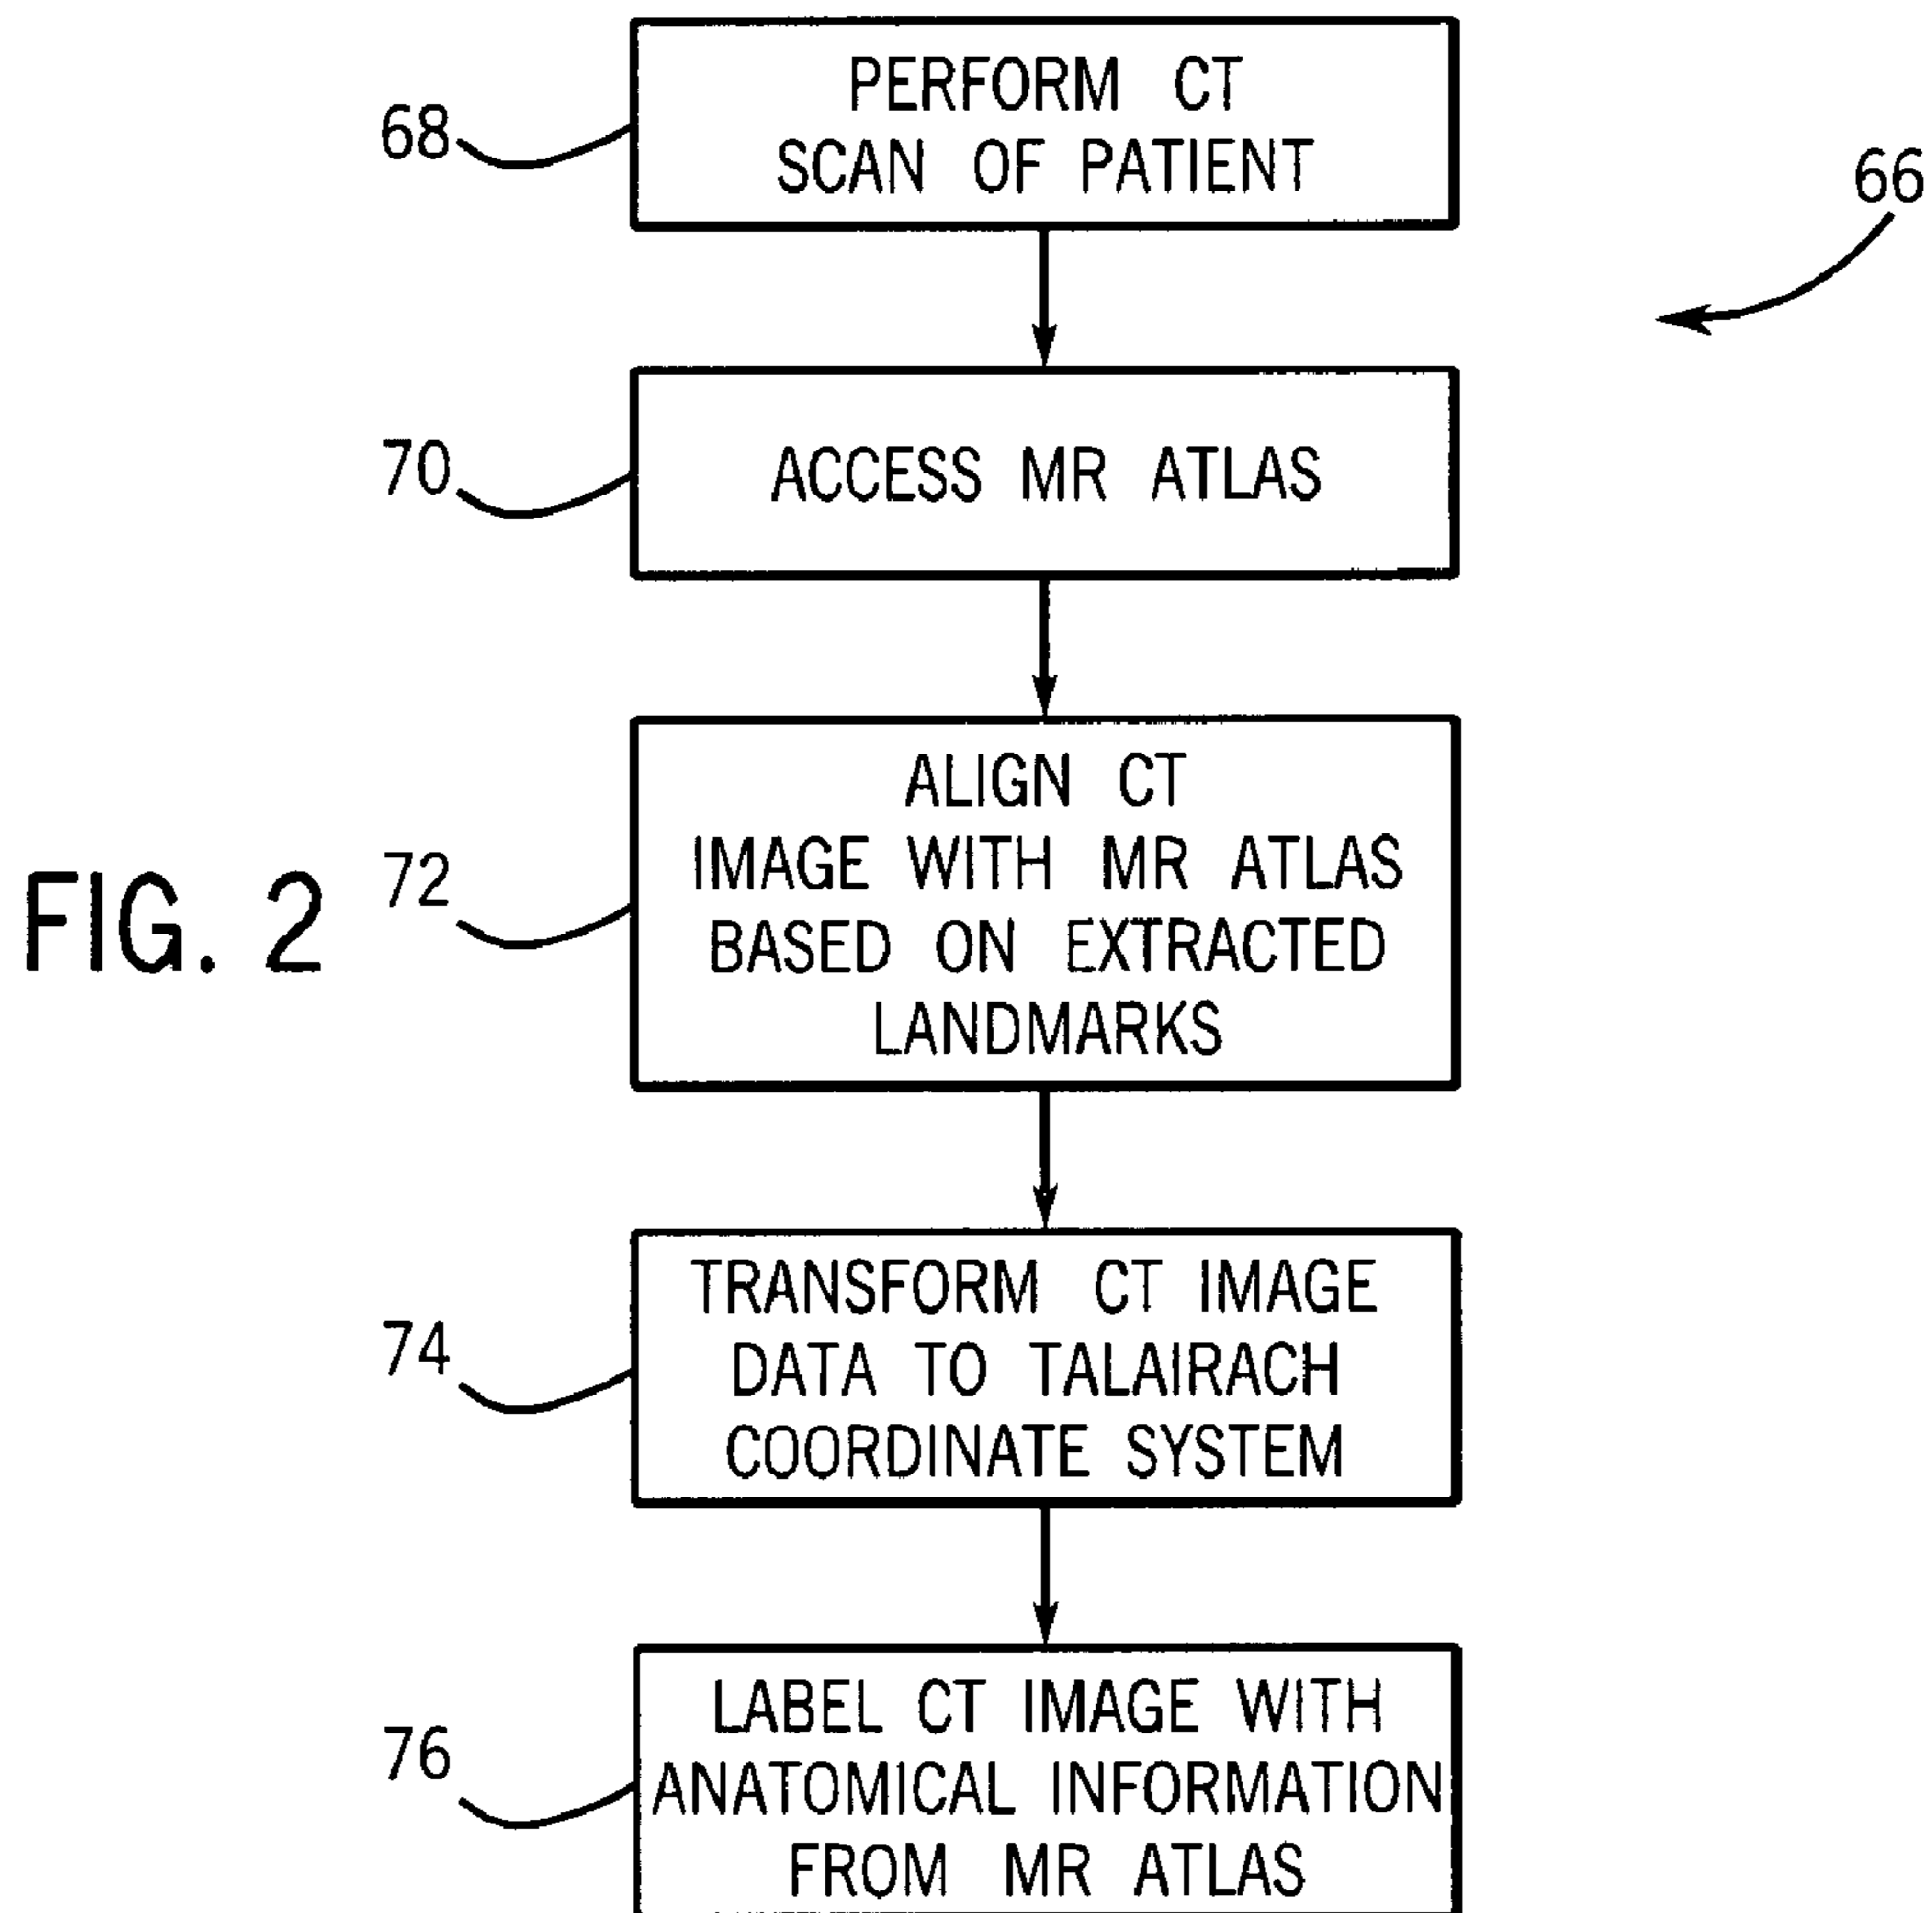 PERFORM CT
SCAN OF PATIENT
68
66
ACCESS MR ATLAS
70
ALIGN CT
IMAGE WITH MR ATLAS
BASED ON EXTRACTED
LANDMARKS
72
FIG. 2
TRANSFORM CT IMAGE
DATA TO TALAIRACH
COORDINATE SYSTEM
74
LABEL CT IMAGE WITH
ANATOMICAL INFORMATION
FROM MR ATLAS
76